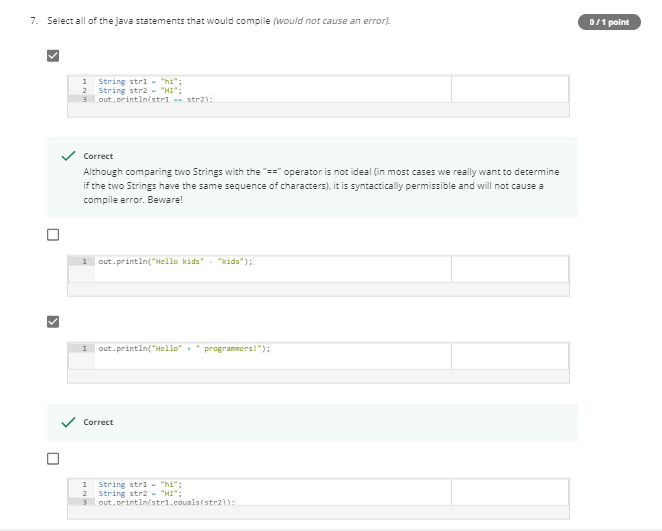 7. Select all of the Java statements that would compile (would not cause an error).
0 / 1 point
1 String str1 = "hi";
2 String str2 = "HI";
3 out.println(str1 == str2);
Correct
Although comparing two Strings with the "==" operator is not ideal (in most cases we really want to determine
if the two Strings have the same sequence of characters), it is syntactically permissible and will not cause a
compile error. Beware!
1 out.println("Hello kids" - "kids");
1 out.println("Hello" + " programmers!");
Correct
1 String str1 = "hi";
2 String str2 = "HI";
3 out.println(str1.equals(str2));